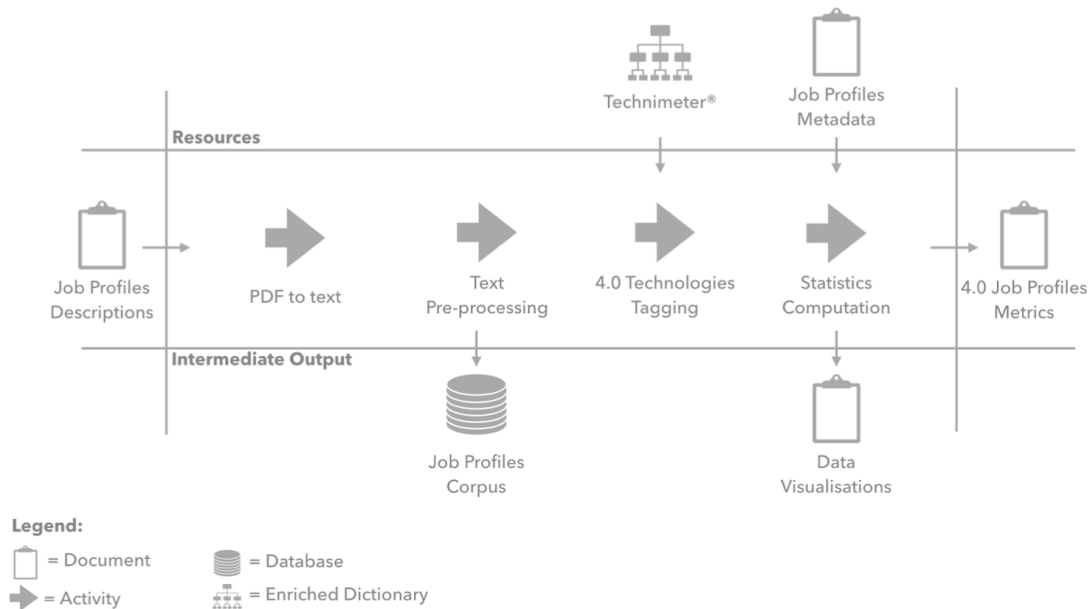 Technimeter®
Job Profiles
Metadata
Resources
Job Profiles
Descriptions
PDF to text
Text
Pre-processing
4.0 Technologies
Tagging
Statistics
Computation
4.0 Job Profiles
Metrics
Intermediate Output
Job Profiles
Corpus
Data
Visualisations
Legend:
= Document
= Database
= Activity
= Enriched Dictionary